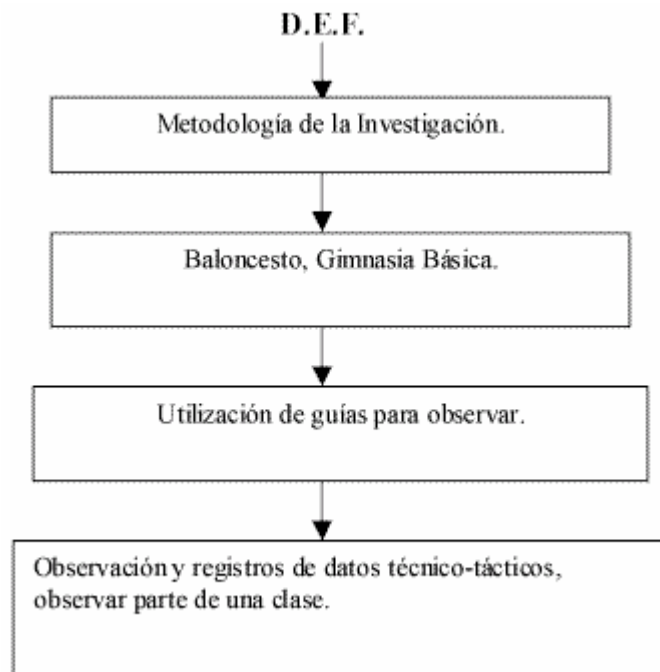 D.E.F.
Metodología de la Investigación.
Baloncesto, Gimnasia Básica.
Utilización de guías para observar.
Observación y registros de datos técnico-tácticos,
observar parte de una clase.